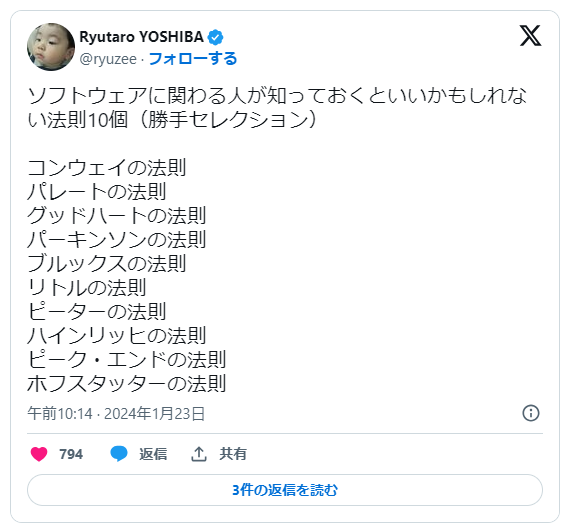 Ryutaro YOSHIBA
@ryuzee · フォローする
ソフトウェアに関わる人が知っておくといいかもしれな
い法則10個（勝手セレクション）
コンウェイの法則
パレートの法則
グッドハートの法則
パーキンソンの法則
ブルックスの法則
リトルの法則
ピーターの法則
ハインリッヒの法則
ピーク・エンドの法則
ホフスタッターの法則
午前10:14 · 2024年1月23日
794 返信 共有
3件の返信を読む